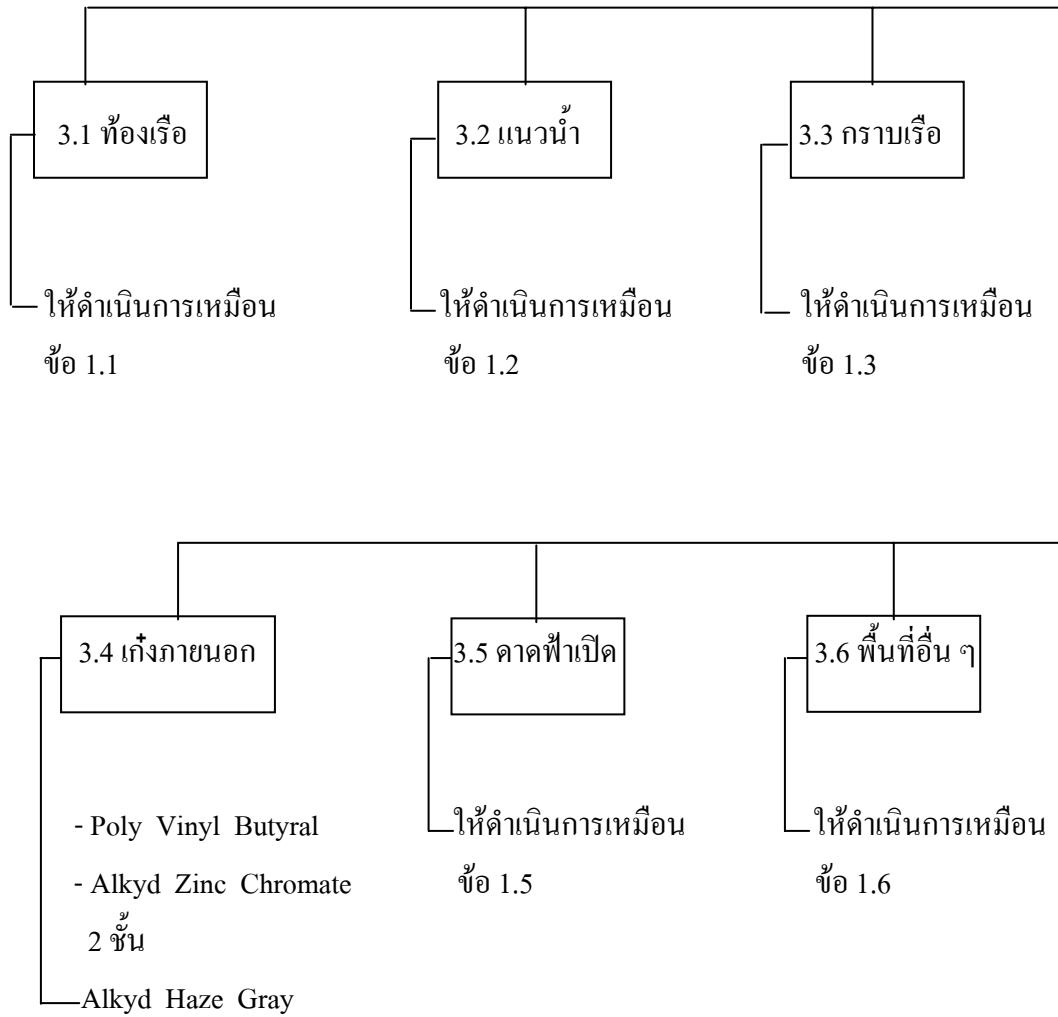 3.1 ท้องเรือ
3.2 แนวน้ำ
3.3 กราบเรือ
ให้ดำเนินการเหมือน
ข้อ 1.1
ให้ดำเนินการเหมือน
ข้อ 1.2
ให้ดำเนินการเหมือน
ข้อ 1.3
3.4 เก๋งภายนอก
3.5 ดาดฟ้าเปิด
3.6 พื้นที่อื่น ๆ
- Poly Vinyl Butyral
- Alkyd Zinc Chromate
2 ชั้น
Alkyd Haze Gray
ให้ดำเนินการเหมือน
ข้อ 1.5
ให้ดำเนินการเหมือน
ข้อ 1.6